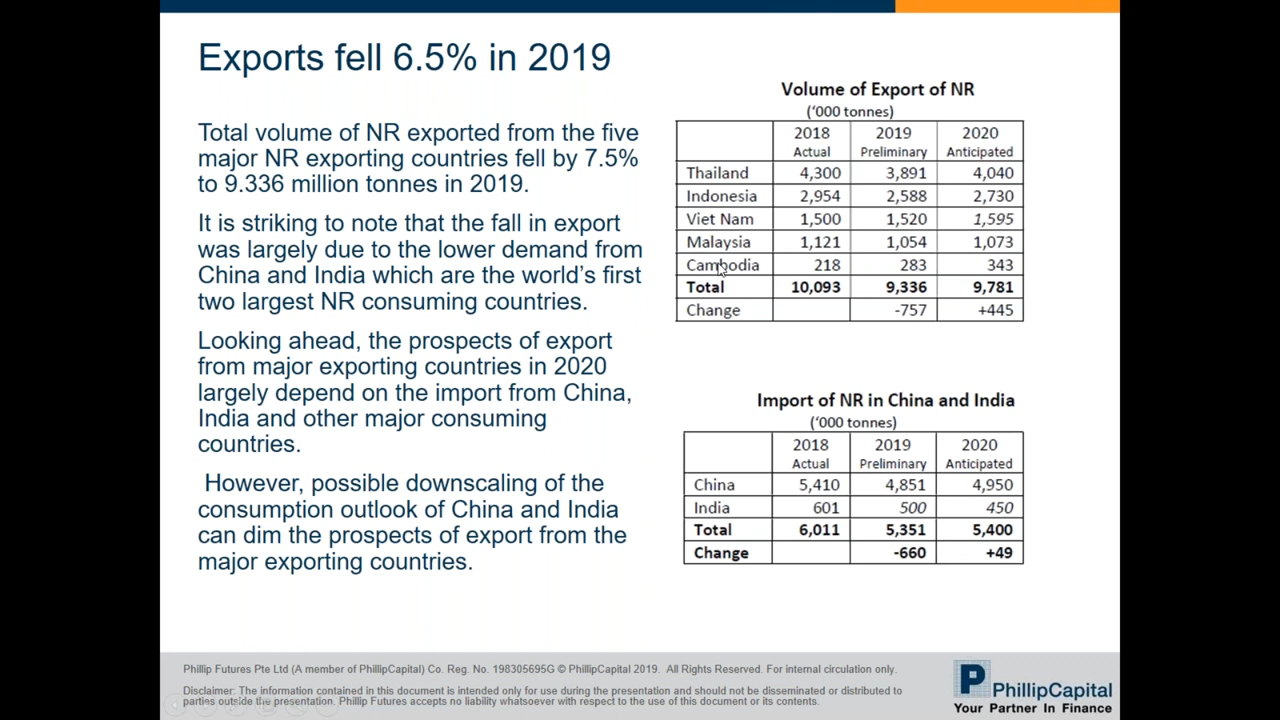 Exports fell 6.5% in 2019
Total volume of NR exported from the five
major NR exporting countries fell by 7.5%
to 9.336 million tonnes in 2019.
It is striking to note that the fall in export
was largely due to the lower demand from
China and India which are the world's first
two largest NR consuming countries.
Looking ahead, the prospects of export
from major exporting countries in 2020
largely depend on the import from China,
India and other major consuming
countries.
However, possible downscaling of the
consumption outlook of China and India
can dim the prospects of export from the
major exporting countries.
Volume of Export of NR
('000 tonnes)
2018 2019 2020
Actual Preliminary Anticipated
Thailand 4,300 3,891 4,040
Indonesia 2,954 2,588 2,730
Viet Nam 1,500 1,520 1,595
Malaysia 1,121 1,054 1,073
Cambodia 218 283 343
Total 10,093 9,336 9,781
Change -757 +445
Import of NR in China and India
('000 tonnes)
2018 2019 2020
Actual Preliminary Anticipated
China 5,410 4,851 4,950
India 601 500 450
Total 6,011 5,351 5,400
Change -660 +49
Phillip Futures Pte Ltd (A member of PhillipCapital) Co. Reg. No. 198305695G © PhillipCapital 2019. All Rights Reserved. For internal circulation only.
Disclaimer: The information contained in this document is intended only for use during the presentation and should not be disseminated or distributed to
parties outside the presentation. Phillip Futures accepts no liability whatsoever with respect to the use of this document or its contents.
PhillipCapital
Your Partner In Finance